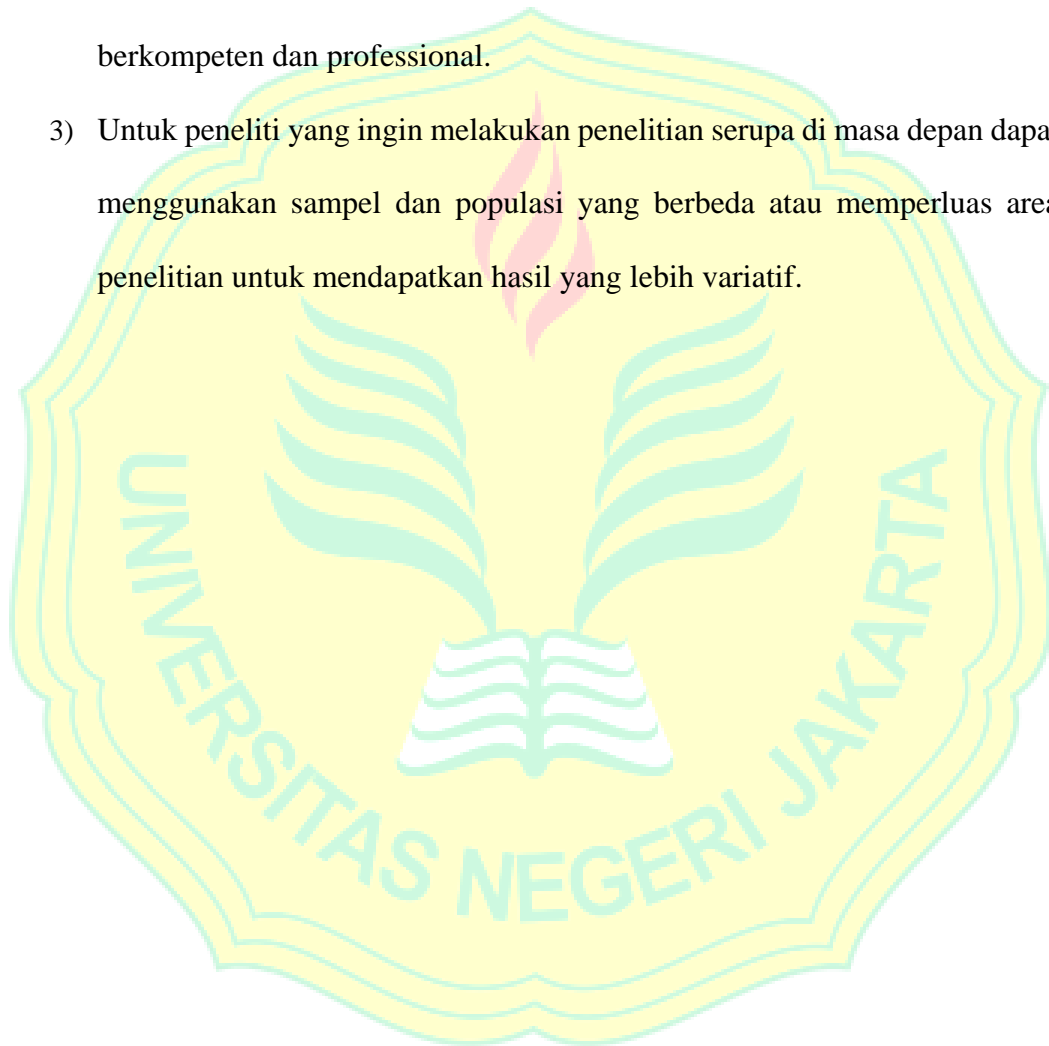 berkompeten dan professional.
3) Untuk peneliti yang ingin melakukan penelitian serupa di masa depan dapa
menggunakan sampel dan populasi yang berbeda atau memperluas area
penelitian untuk mendapatkan hasil yang lebih variatif.
UNIVERSITAS NEGERI JAKARTA